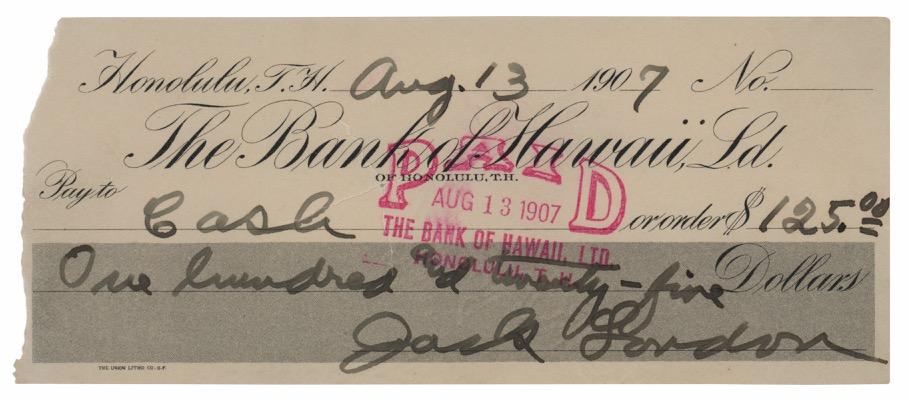 Honolulu, T.H. Aug. 13 1907 No.
The Bank of Hawaii, Ld.
OF HONOLULU, T.H.
PAID
AUG 13 1907
THE BANK OF HAWAII, LTD.
HONOLULU, T. H.
Pay to
Cash or order $ 125.00
One hundred and twenty-five Dollars
Jack London
THE UNION LITHO CO. S.F.